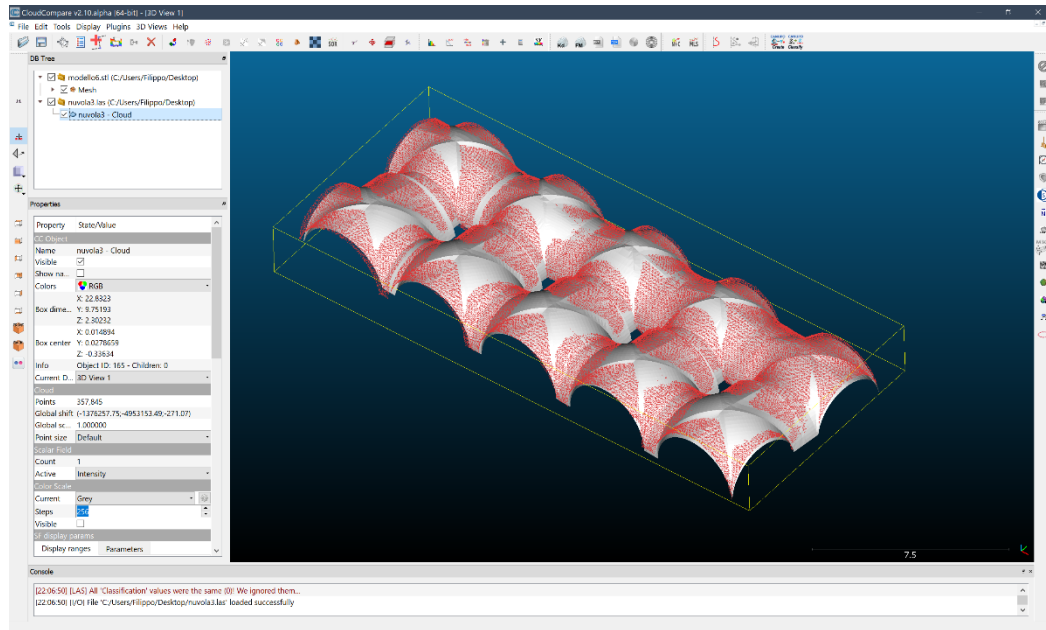 CloudCompare v2.10.alpha [64-bit] - [3D View 1]
File Edit Tools Display Plugins 3D Views Help
DB Tree
modello6.stl (C:/Users/Filippo/Desktop)
Mesh
nuvola3.las (C:/Users/Filippo/Desktop)
nuvola3 - Cloud
Properties
Property State/Value
CC Object
Name nuvola3 - Cloud
Visible
Show na...
Colors RGB
X: 22.8323
Box dime... Y: 9.75193
Z: 2.30232
X: 0.014894
Box center Y: 0.0278659
Z: -0.33634
Info Object ID: 165 - Children: 0
Current D... 3D View 1
Cloud
Points 357.845
Global shift (-1376257.75;-4953153.49;-271.07)
Global sc... 1.000000
Point size Default
Scalar Field
Count 1
Active Intensity
Color Scale
Current Grey
Steps 256
Visible
SF display params
Display ranges Parameters
7.5
Console
[22:06:50] [LAS] All 'Classification' values were the same (0)! We ignored them...
[22:06:50] [I/O] File 'C:/Users/Filippo/Desktop/nuvola3.las' loaded successfully